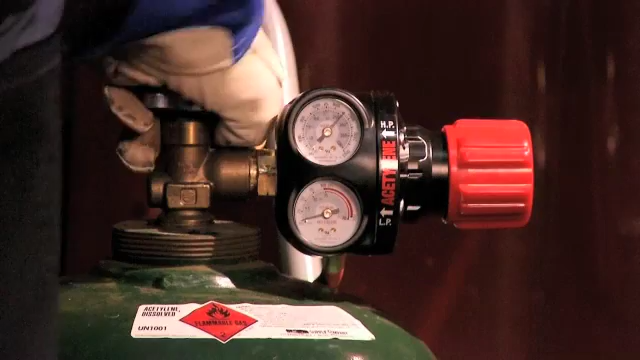 H.P.
ACETYLENE
L.P.
ACETYLENE,
DISSOLVED
UN1001
FLAMMABLE GAS